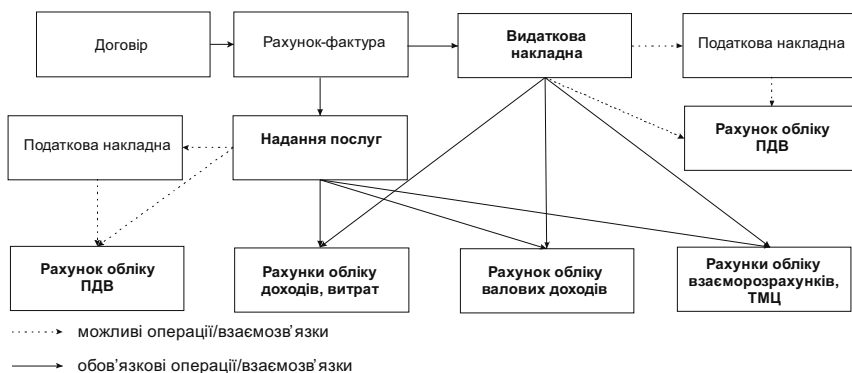 Договір
Рахунок-фактура
Видаткова
накладна
Податкова накладна
Рахунок обліку
ПДВ
Податкова накладна
Надання послуг
Рахунок обліку
ПДВ
Рахунки обліку
доходів, витрат
Рахунок обліку
валових доходів
Рахунки обліку
взаєморозрахунків,
ТМЦ
можливі операції/взаємозв'язки
обов'язкові операції/взаємозв'язки